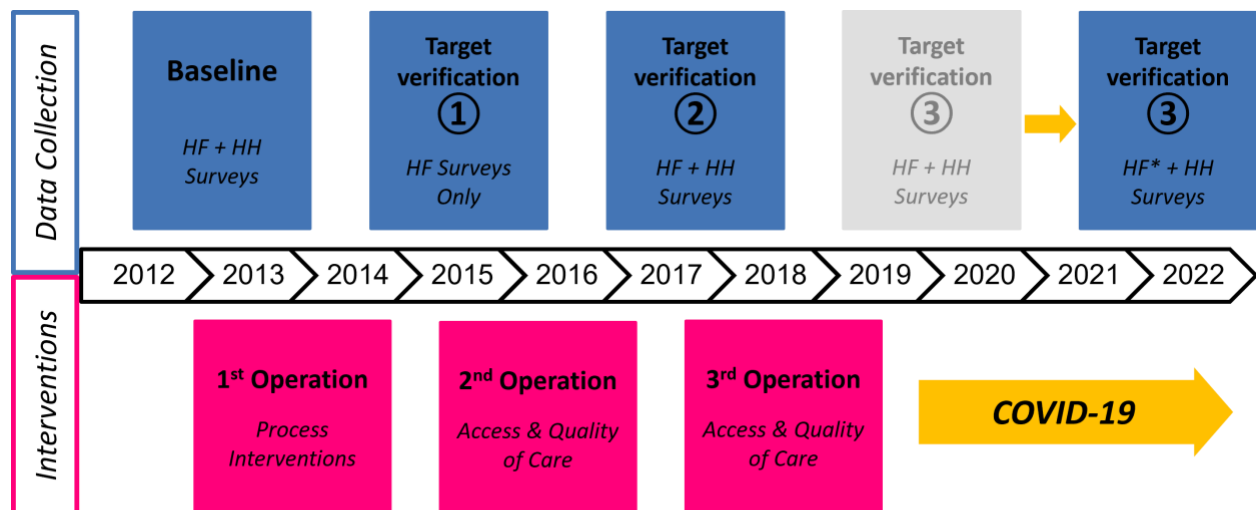 Data Collection
Baseline
HF + HH
Surveys
Target
verification
①
HF Surveys
Only
Target
verification
②
HF + HH
Surveys
Target
verification
③
HF + HH
Surveys
Target
verification
③
HF* + HH
Surveys
2012 2013 2014 2015 2016 2017 2018 2019 2020 2021 2022
Interventions
1st Operation
Process
Interventions
2nd Operation
Access & Quality
of Care
3rd Operation
Access & Quality
of Care
COVID-19